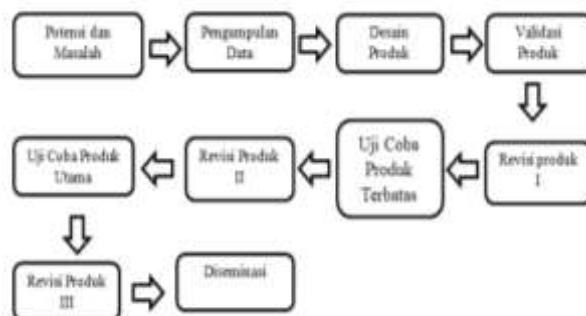 Potensi dan
Masalah
Pengumpulan
Data
Desain
Produk
Validasi
Produk
Revisi produk
I
Uji Coba
Produk
Terbatas
Revisi Produk
II
Uji Coba Produk
Utama
Revisi Produk
III
Diseminasi